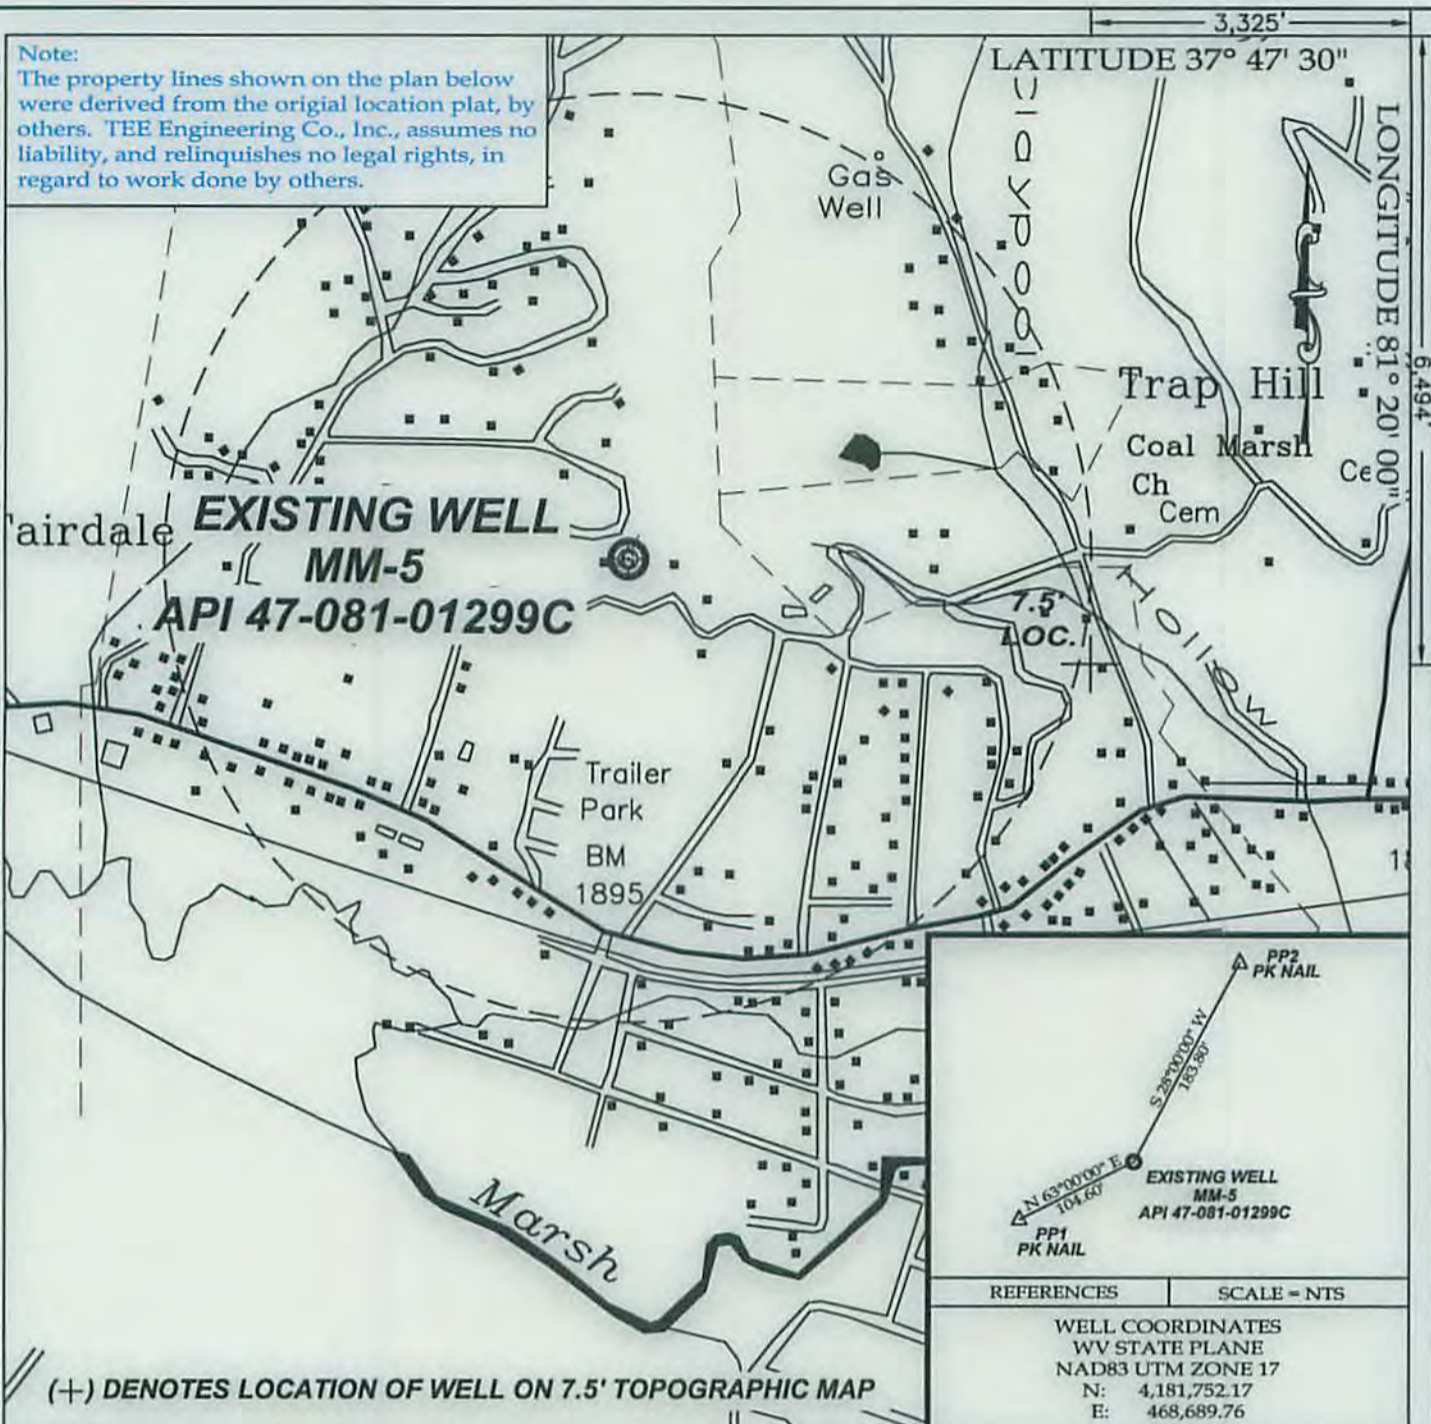 3,325'
Note:
The property lines shown on the plan below
were derived from the origial location plat, by
others. TEE Engineering Co., Inc., assumes no
liability, and relinquishes no legal rights, in
regard to work done by others.
LATITUDE 37° 47' 30"
LONGITUDE 81° 20' 00"
6,494'
Gas
Well
Trap Hill
Coal Marsh
Ch
Cem
Ce
airdale
EXISTING WELL
MM-5
API 47-081-01299C
7.5'
LOC.
Hollow
Trailer
Park
BM
1895
18
Marsh
PP2
PK NAIL
S 28°00'00" W
183.80'
N 63°00'00" E
104.60'
EXISTING WELL
MM-5
API 47-081-01299C
PP1
PK NAIL
REFERENCES
SCALE = NTS
WELL COORDINATES
WV STATE PLANE
NAD83 UTM ZONE 17
N: 4,181,752.17
E: 468,689.76
(+) DENOTES LOCATION OF WELL ON 7.5' TOPOGRAPHIC MAP